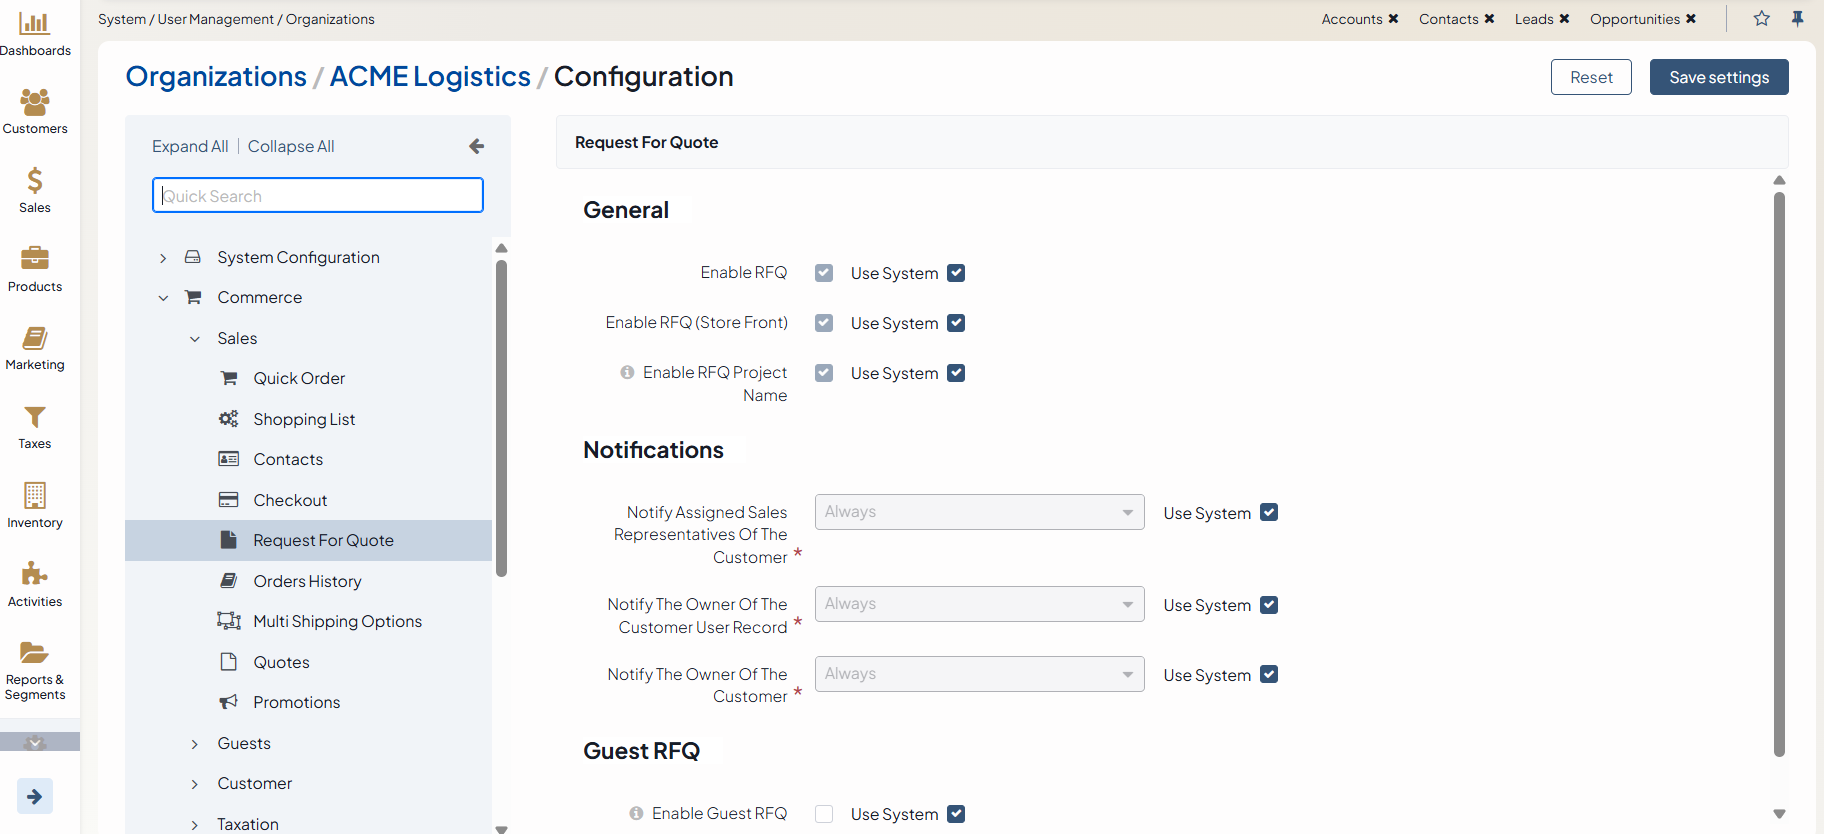 System / User Management / Organizations
Accounts
Contacts
Leads
Opportunities
Dashboards
Customers
Sales
Products
Marketing
Taxes
Inventory
Activities
Reports &
Segments
Organizations / ACME Logistics / Configuration
Reset
Save settings
Expand All | Collapse All
Quick Search
System Configuration
Commerce
Sales
Quick Order
Shopping List
Contacts
Checkout
Request For Quote
Orders History
Multi Shipping Options
Quotes
Promotions
Guests
Customer
Taxation
Request For Quote
General
Enable RFQ
Use System
Enable RFQ (Store Front)
Use System
Enable RFQ Project
Name
Use System
Notifications
Notify Assigned Sales
Representatives Of The
Customer *
Always
Use System
Notify The Owner Of The
Customer User Record *
Always
Use System
Notify The Owner Of The
Customer *
Always
Use System
Guest RFQ
Enable Guest RFQ
Use System